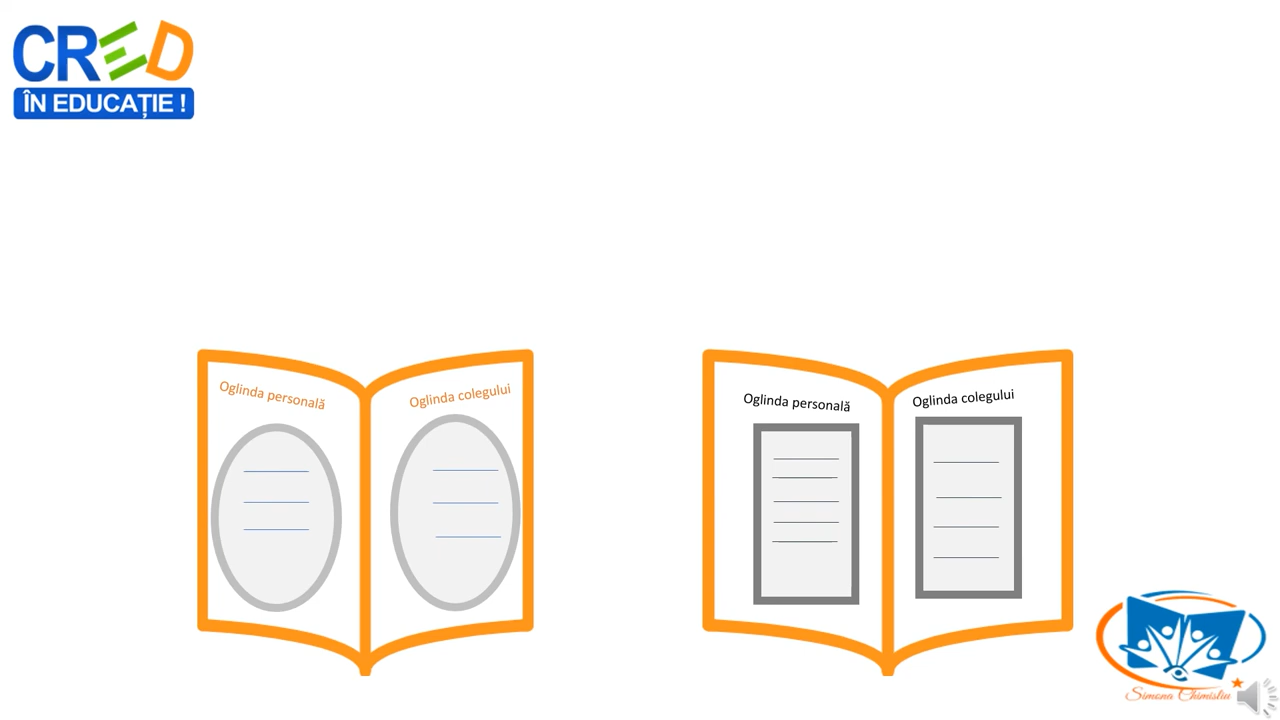 CRED
ÎN EDUCAȚIE !
Oglinda personală
Oglinda colegului
Oglinda personală
Oglinda colegului
Simona Chimisliu